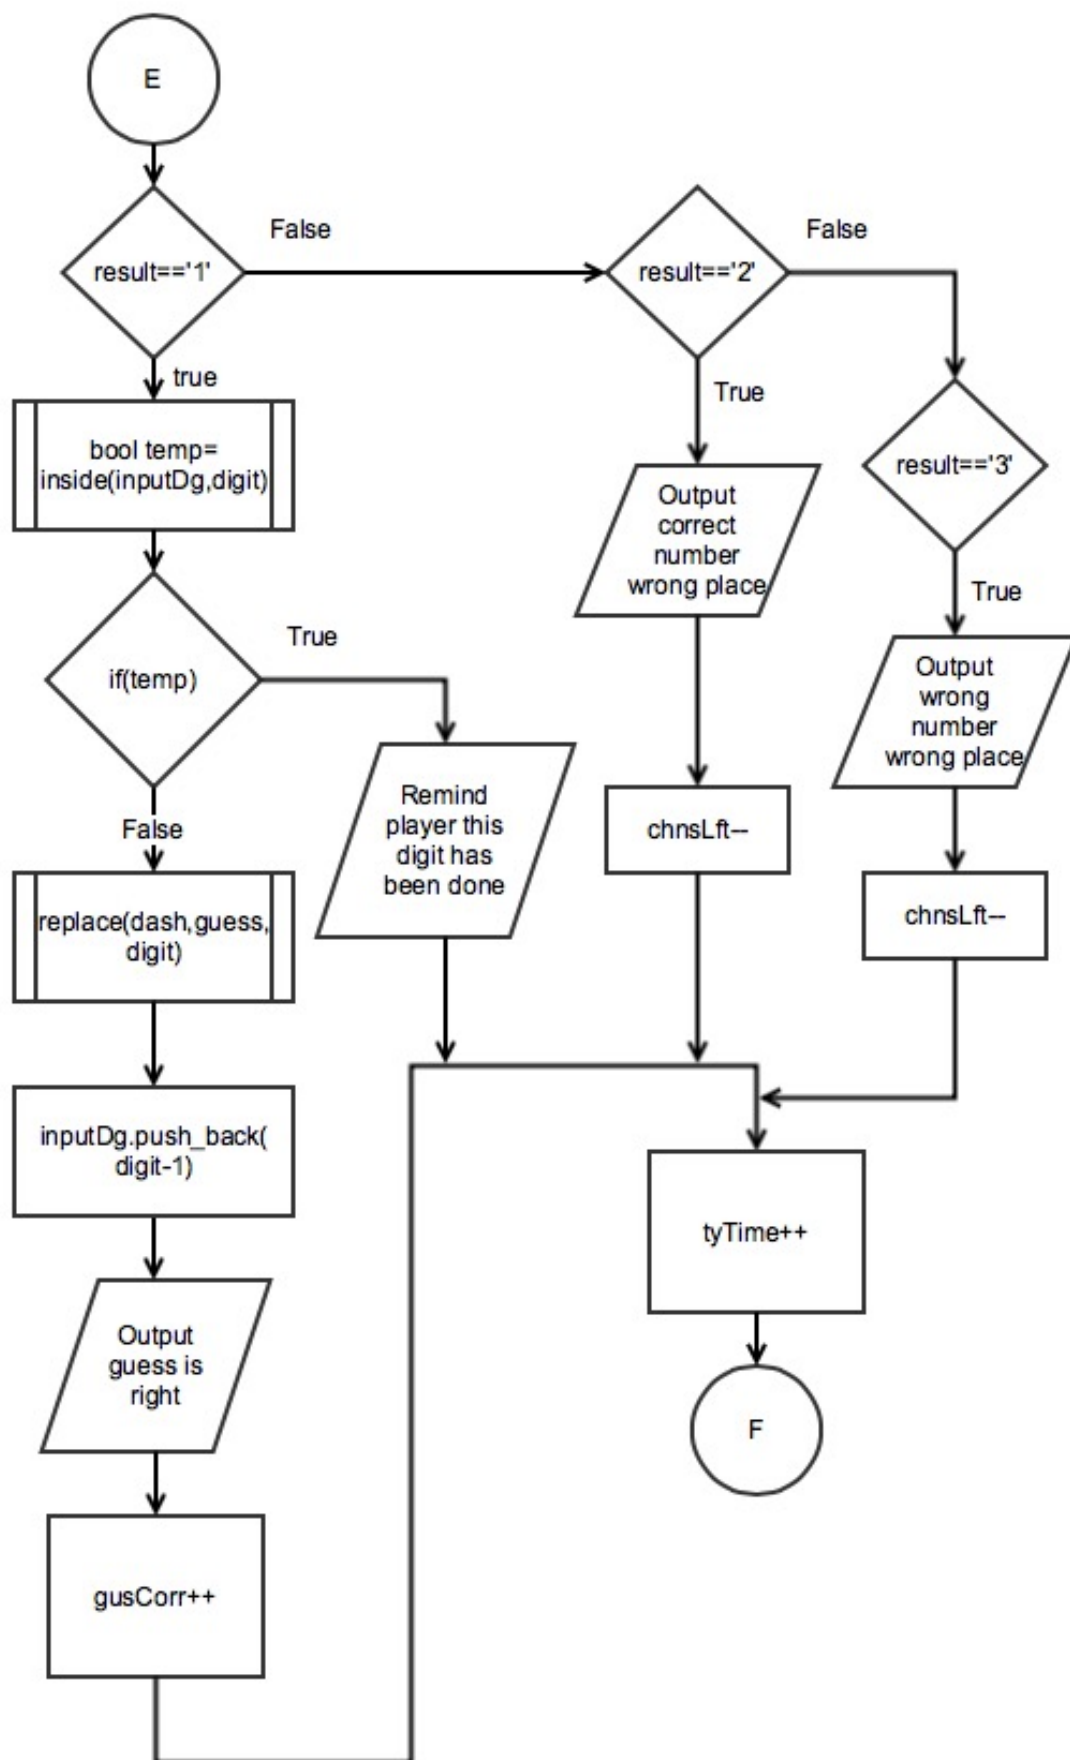 E
result=='1'
False
result=='2'
False
true
True
result=='3'
bool temp=
inside(inputDg,digit)
Output
correct
number
wrong place
True
if(temp)
True
Output
wrong
number
wrong place
Remind
player this
digit has
been done
chnsLft--
False
replace(dash,guess,
digit)
chnsLft--
inputDg.push_back(
digit-1)
tyTime++
Output
guess is
right
F
gusCorr++